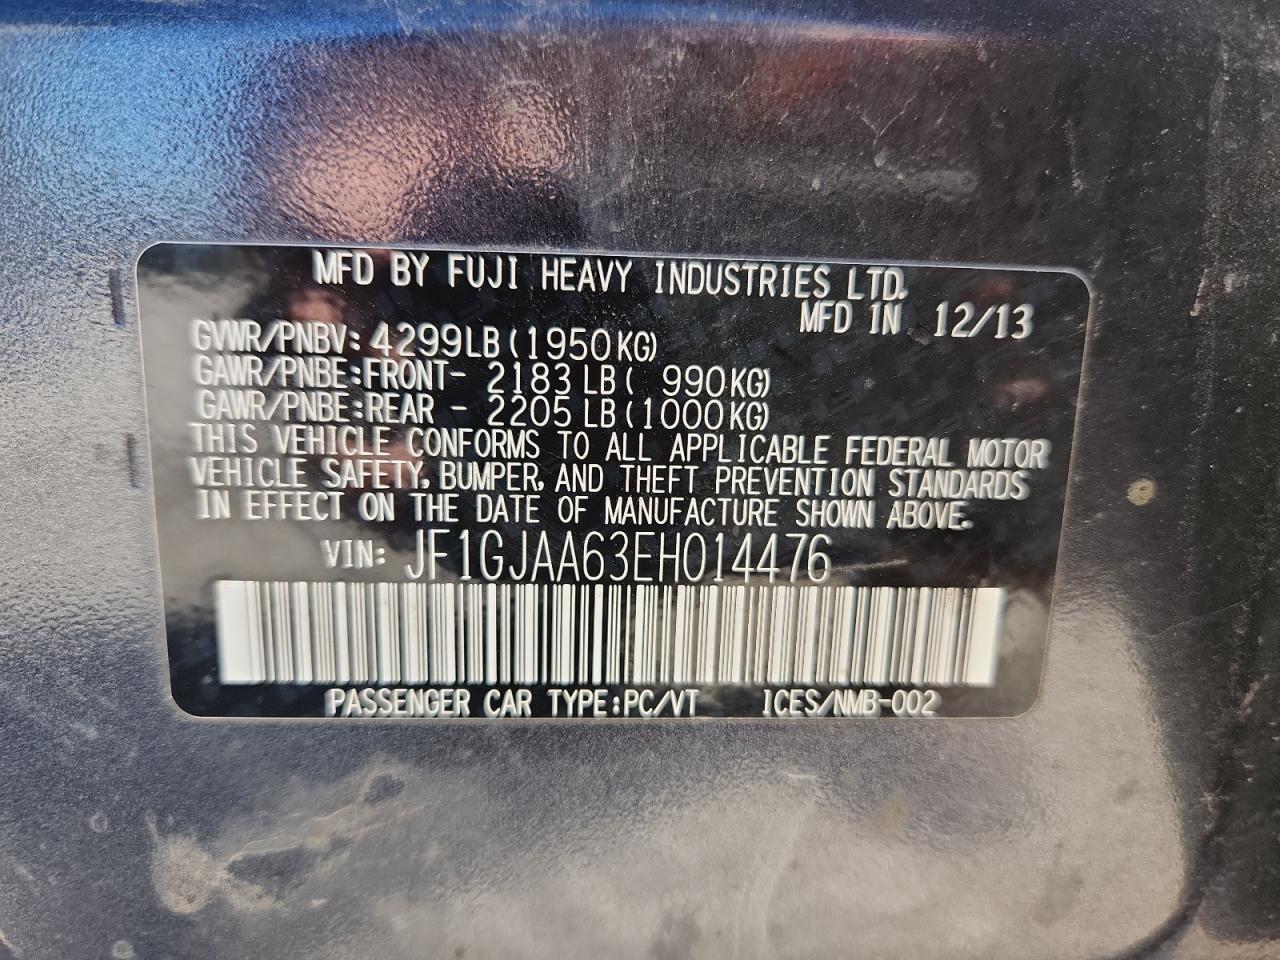 MFD BY FUJI HEAVY INDUSTRIES LTD.
MFD IN 12/13
GVWR/PNBV: 4299LB (1950KG)
GAWR/PNBE:FRONT- 2183 LB ( 990KG)
GAWR/PNBE:REAR - 2205 LB (1000KG)
THIS VEHICLE CONFORMS TO ALL APPLICABLE FEDERAL MOTOR
VEHICLE SAFETY, BUMPER, AND THEFT PREVENTION STANDARDS
IN EFFECT ON THE DATE OF MANUFACTURE SHOWN ABOVE.
VIN: JF1GJAA63EH014476
PASSENGER CAR TYPE:PC/VT ICES/NMB-002